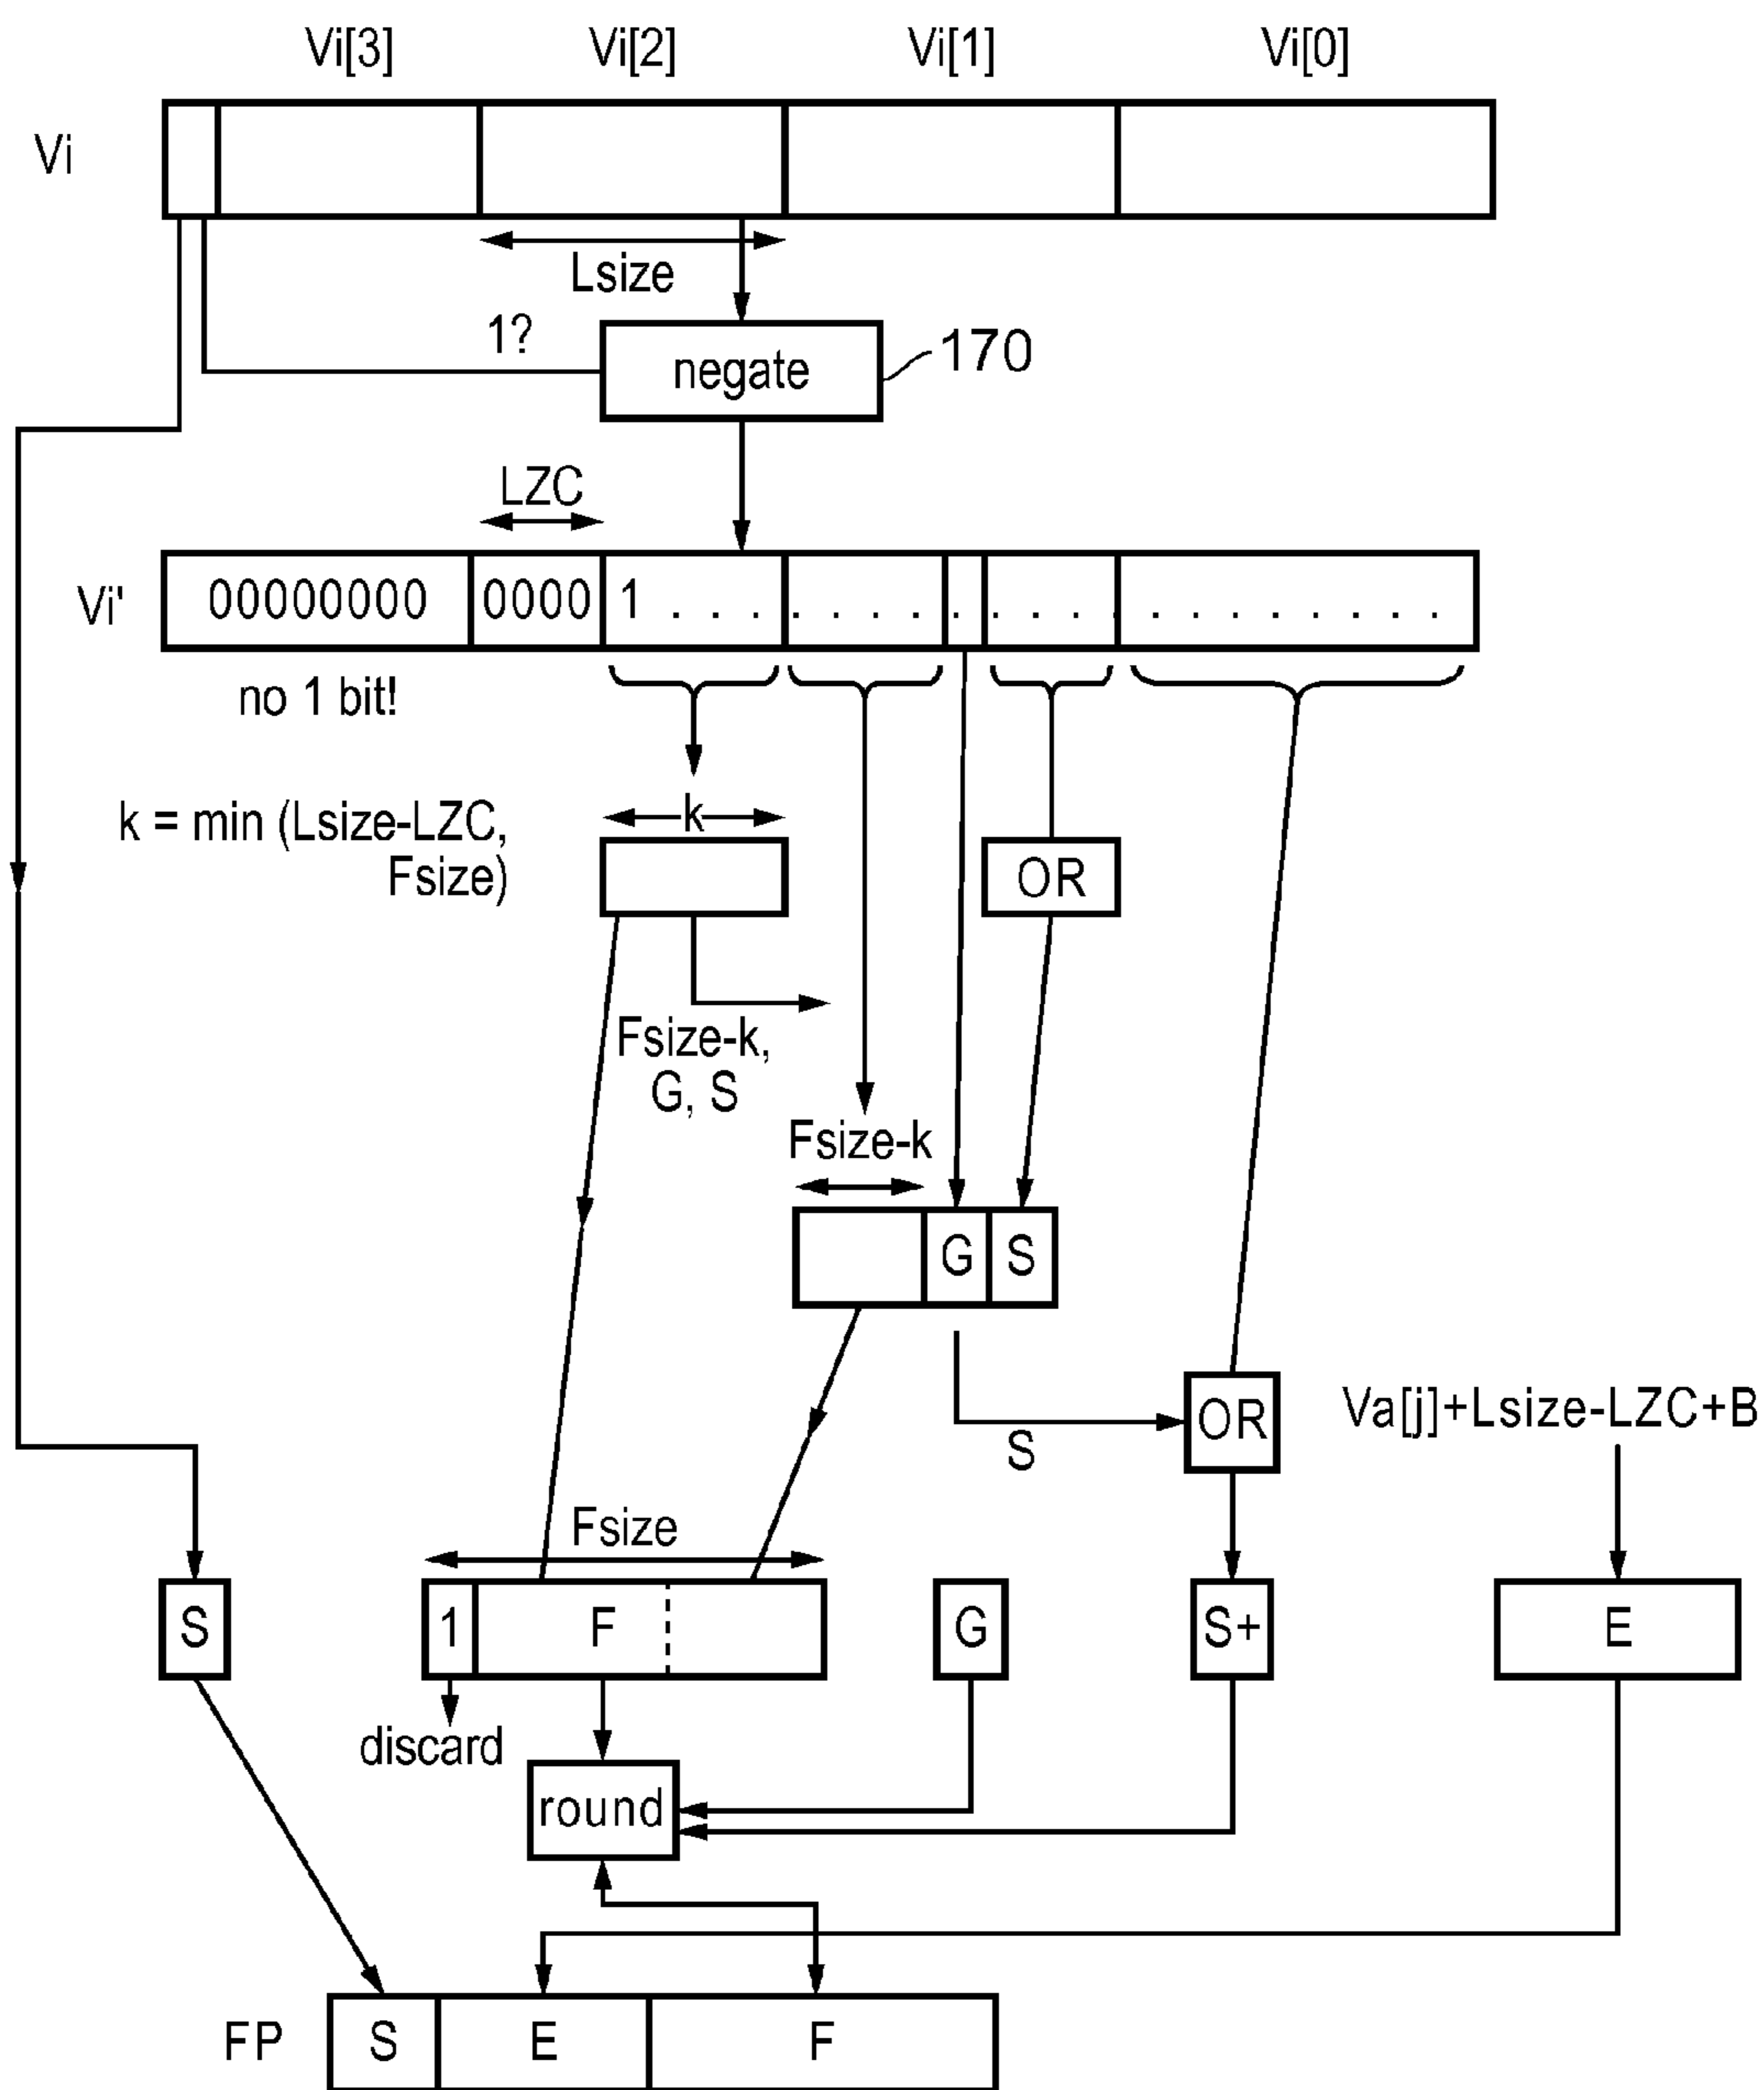 Vi[3] Vi[2] Vi[1] Vi[0]
Vi
Lsize
1?
negate
170
LZC
Vi'
00000000 0000 1 . . . . . . . . . . . . . . . . . . . .
no 1 bit!
k = min (Lsize-LZC,
Fsize)
k
OR
Fsize-k,
G, S
Fsize-k
G S
S
OR
Va[j]+Lsize-LZC+B
Fsize
S 1 F G S+ E
discard
round
FP S E F